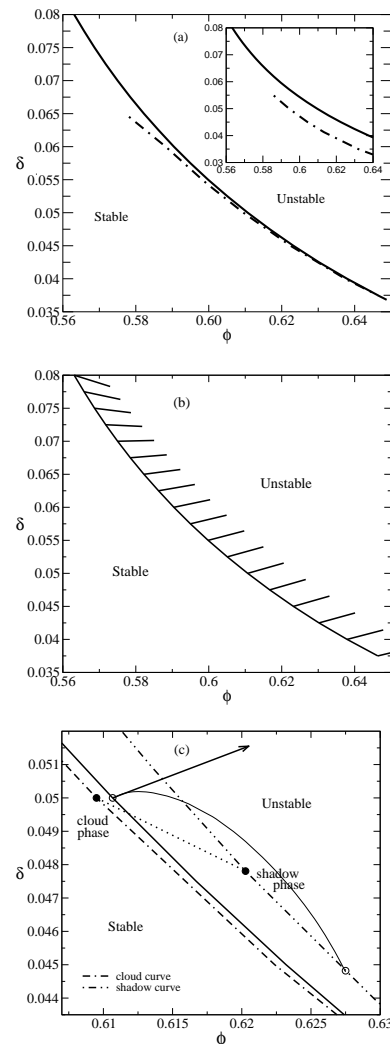 0.08
0.075
0.07
0.065
0.06
0.055
0.05
0.045
0.04
0.035
δ
(a)
0.08
0.07
0.06
0.05
0.04
0.03
0.56 0.58 0.6 0.62 0.64
Stable
Unstable
0.56 0.58 0.60 0.62 0.64
ϕ
0.08
0.075
0.07
0.065
0.06
0.055
0.05
0.045
0.04
0.035
δ
(b)
Unstable
Stable
0.56 0.58 0.60 0.62 0.64
ϕ
0.051
0.050
0.049
0.048
0.047
0.046
0.045
0.044
δ
(c)
Unstable
cloud
phase
shadow
phase
Stable
cloud curve
shadow curve
0.61 0.615 0.62 0.625 0.63
ϕ